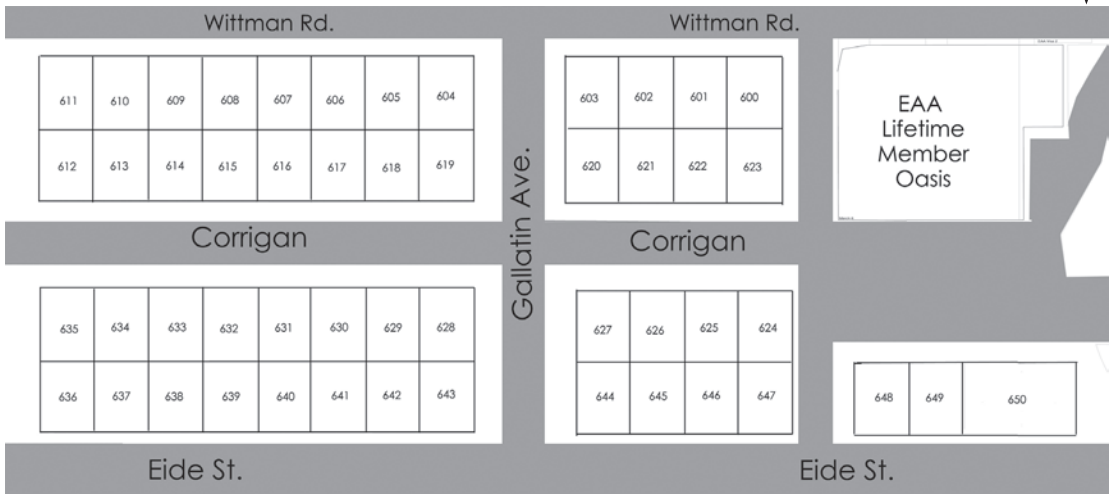 Wittman Rd.
Wittman Rd.
611 610 609 608 607 606 605 604
603 602 601 600
612 613 614 615 616 617 618 619
620 621 622 623
EAA
Lifetime
Member
Oasis
Gallatin Ave.
Corrigan
Corrigan
635 634 633 632 631 630 629 628
627 626 625 624
636 637 638 639 640 641 642 643
644 645 646 647
648 649 650
Eide St.
Eide St.